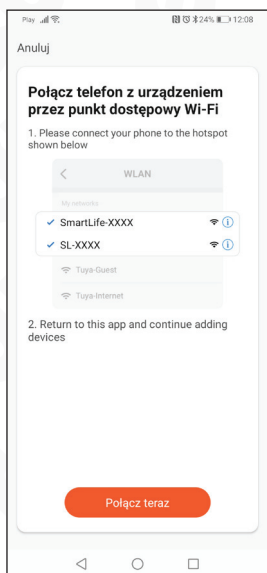 Play 24% 12:08
Anuluj
Połącz telefon z urządzeniem
przez punkt dostępowy Wi-Fi
1. Please connect your phone to the hotspot
shown below
WLAN
My networks
SmartLife-XXXX
SL-XXXX
Tuya-Guest
Tuya-Internet
2. Return to this app and continue adding
devices
Połącz teraz